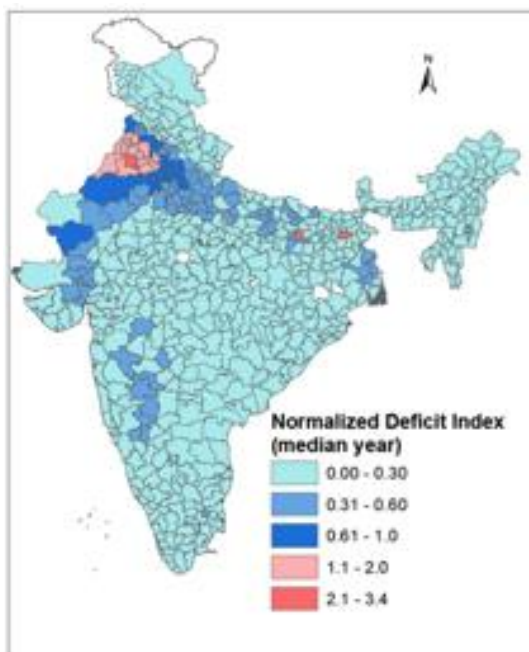 N
Normalized Deficit Index
(median year)
0.00 - 0.30
0.31 - 0.60
0.61 - 1.0
1.1 - 2.0
2.1 - 3.4